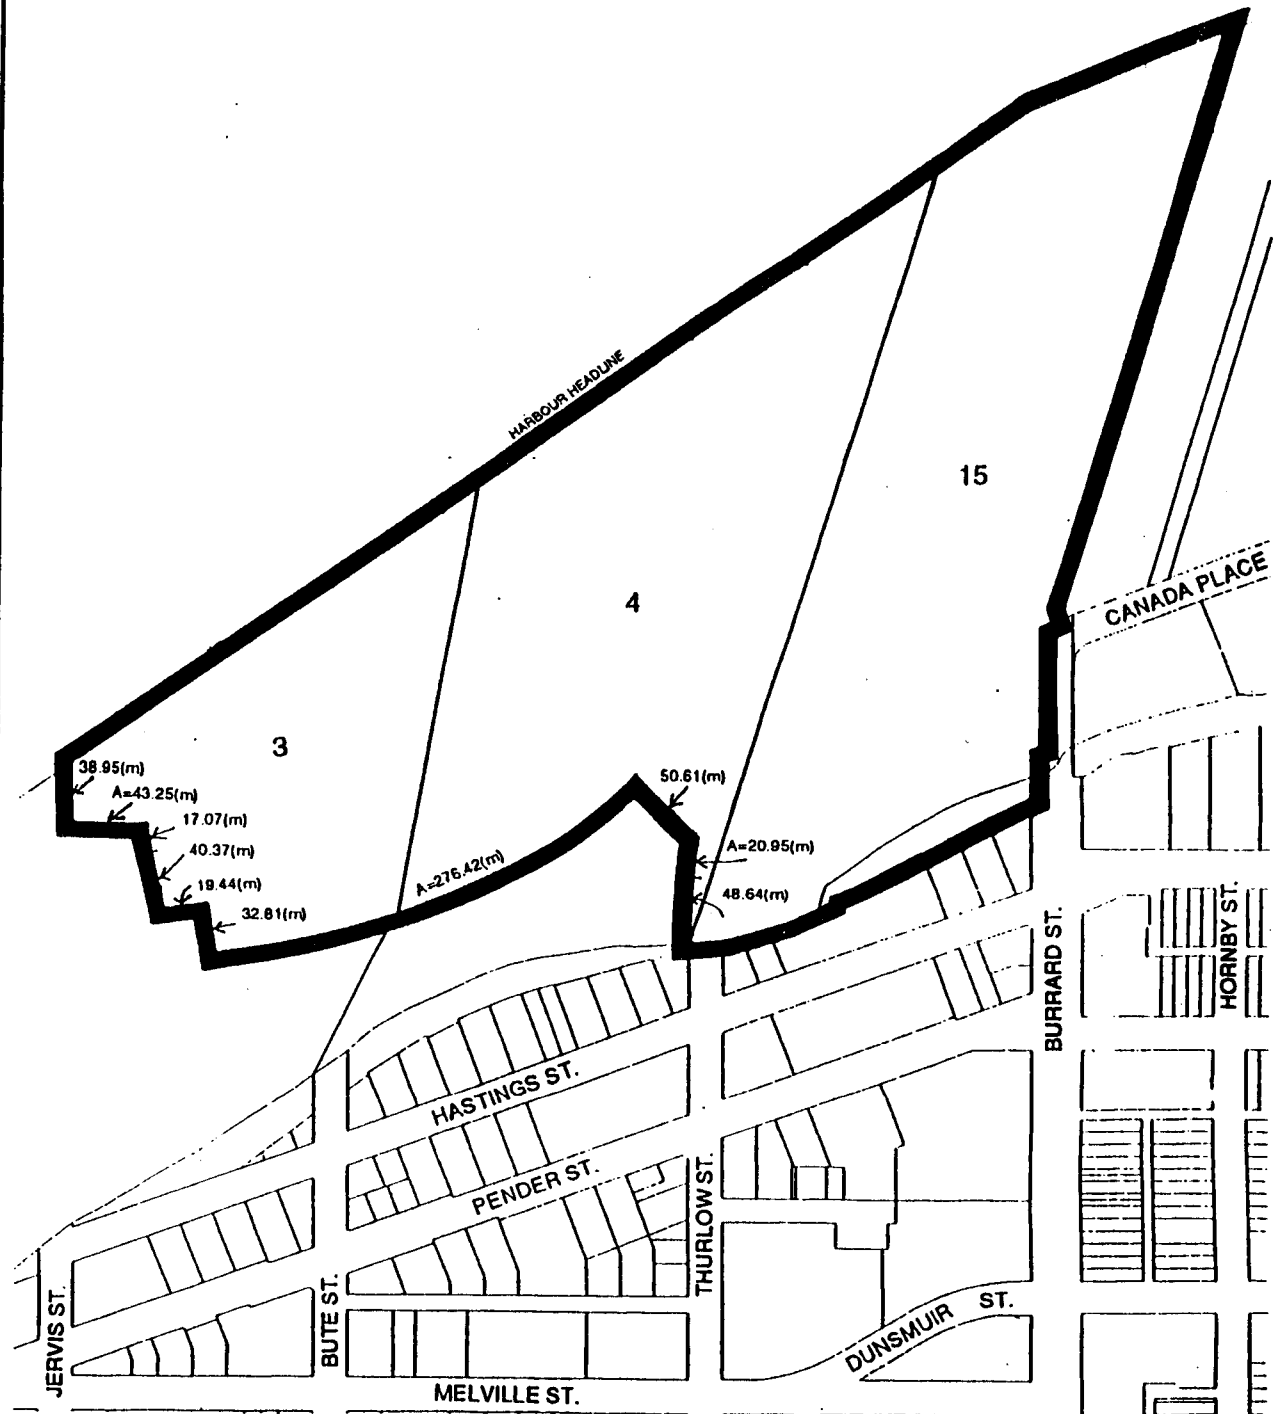 HARBOUR HEADLINE
15
4
3
CANADA PLACE
38.95(m)
A=43.25(m)
17.07(m)
40.37(m)
19.44(m)
32.81(m)
A=276.42(m)
50.61(m)
A=20.95(m)
48.64(m)
HASTINGS ST.
PENDER ST.
BURRARD ST.
HORNBY ST.
THURLOW ST.
DUNSMUIR ST.
JERVIS ST.
BUTE ST.
MELVILLE ST.